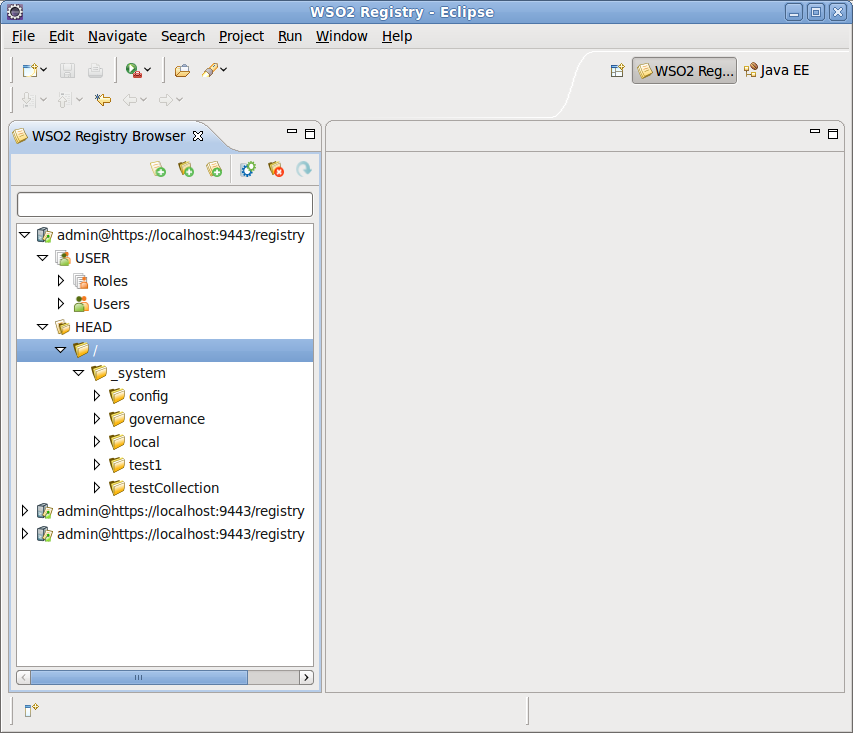 WSO2 Registry - Eclipse
File Edit Navigate Search Project Run Window Help
WSO2 Reg... Java EE
WSO2 Registry Browser
admin@https://localhost:9443/registry
USER
Roles
Users
HEAD
/
_system
config
governance
local
test1
testCollection
admin@https://localhost:9443/registry
admin@https://localhost:9443/registry